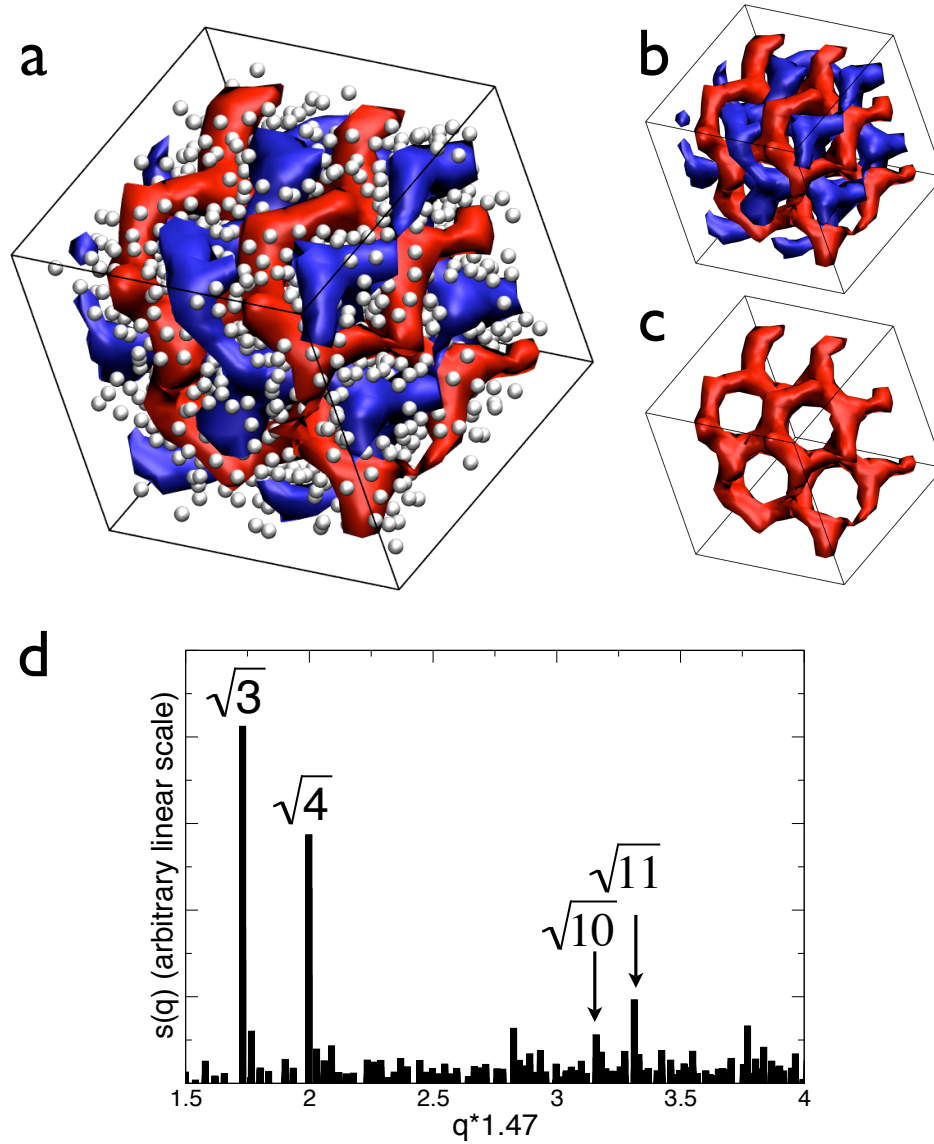 a
b
c
d
√3
√4
√10
√11
s(q) (arbitrary linear scale)
1.5 2 2.5 3 3.5 4
q*1.47